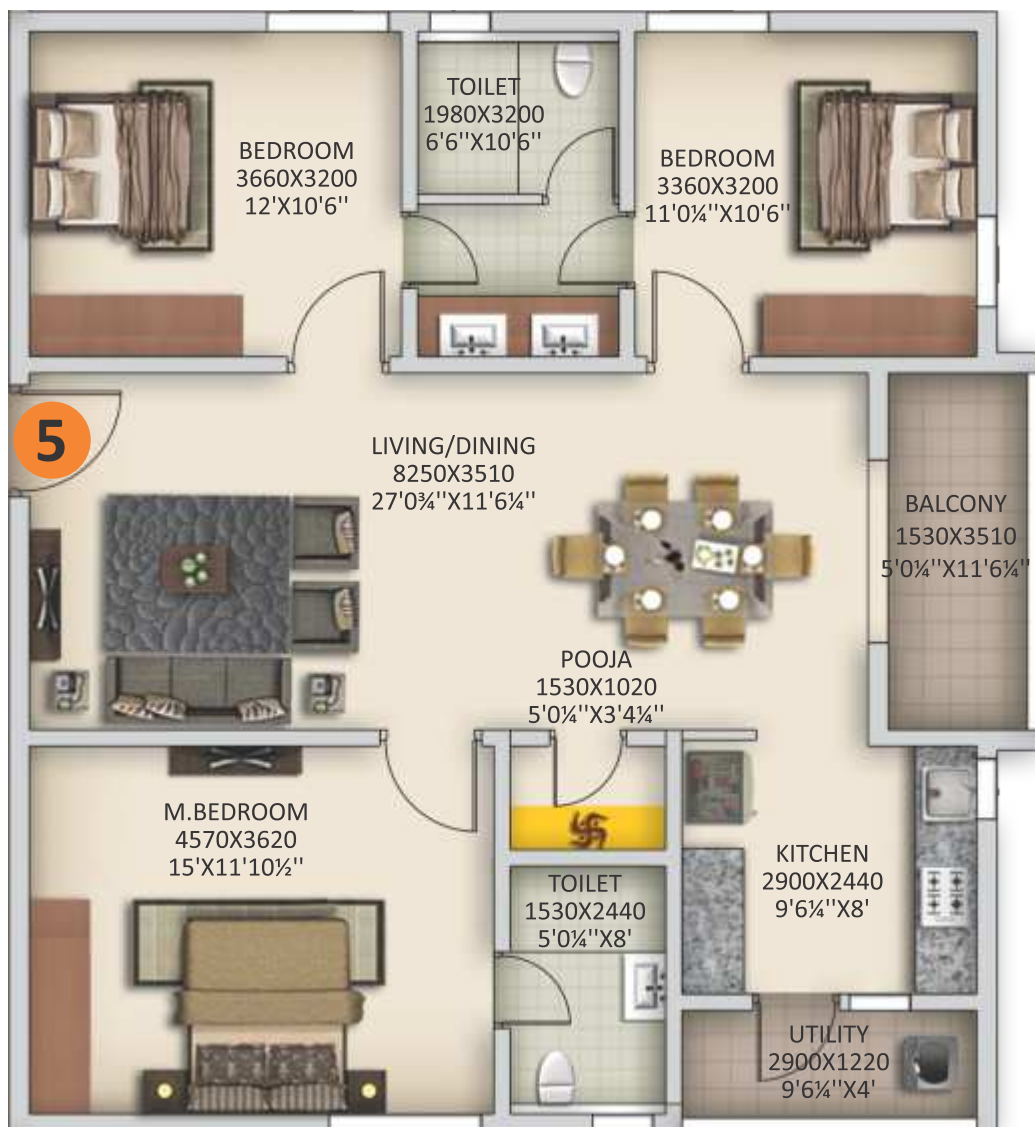 TOILET
1980X3200
6'6''X10'6''
BEDROOM
3660X3200
12'X10'6''
BEDROOM
3360X3200
11'0¼''X10'6''
5
LIVING/DINING
8250X3510
27'0¾''X11'6¼''
BALCONY
1530X3510
5'0¼''X11'6¼''
POOJA
1530X1020
5'0¼''X3'4¼''
M.BEDROOM
4570X3620
15'X11'10½''
KITCHEN
2900X2440
9'6¼''X8'
TOILET
1530X2440
5'0¼''X8'
UTILITY
2900X1220
9'6¼''X4'